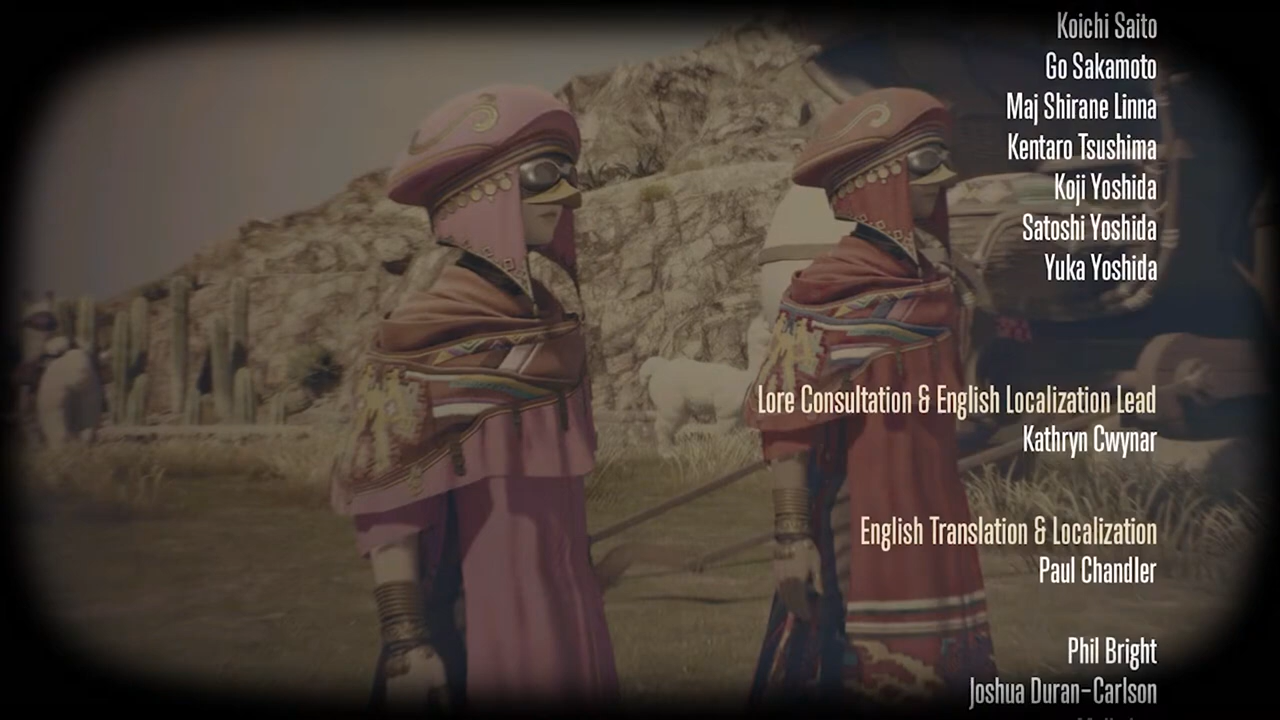 Koichi Saito
Go Sakamoto
Maj Shirane Linna
Kentaro Tsushima
Koji Yoshida
Satoshi Yoshida
Yuka Yoshida
Lore Consultation & English Localization Lead
Kathryn Cwynar
English Translation & Localization
Paul Chandler
Phil Bright
Joshua Duran-Carlson